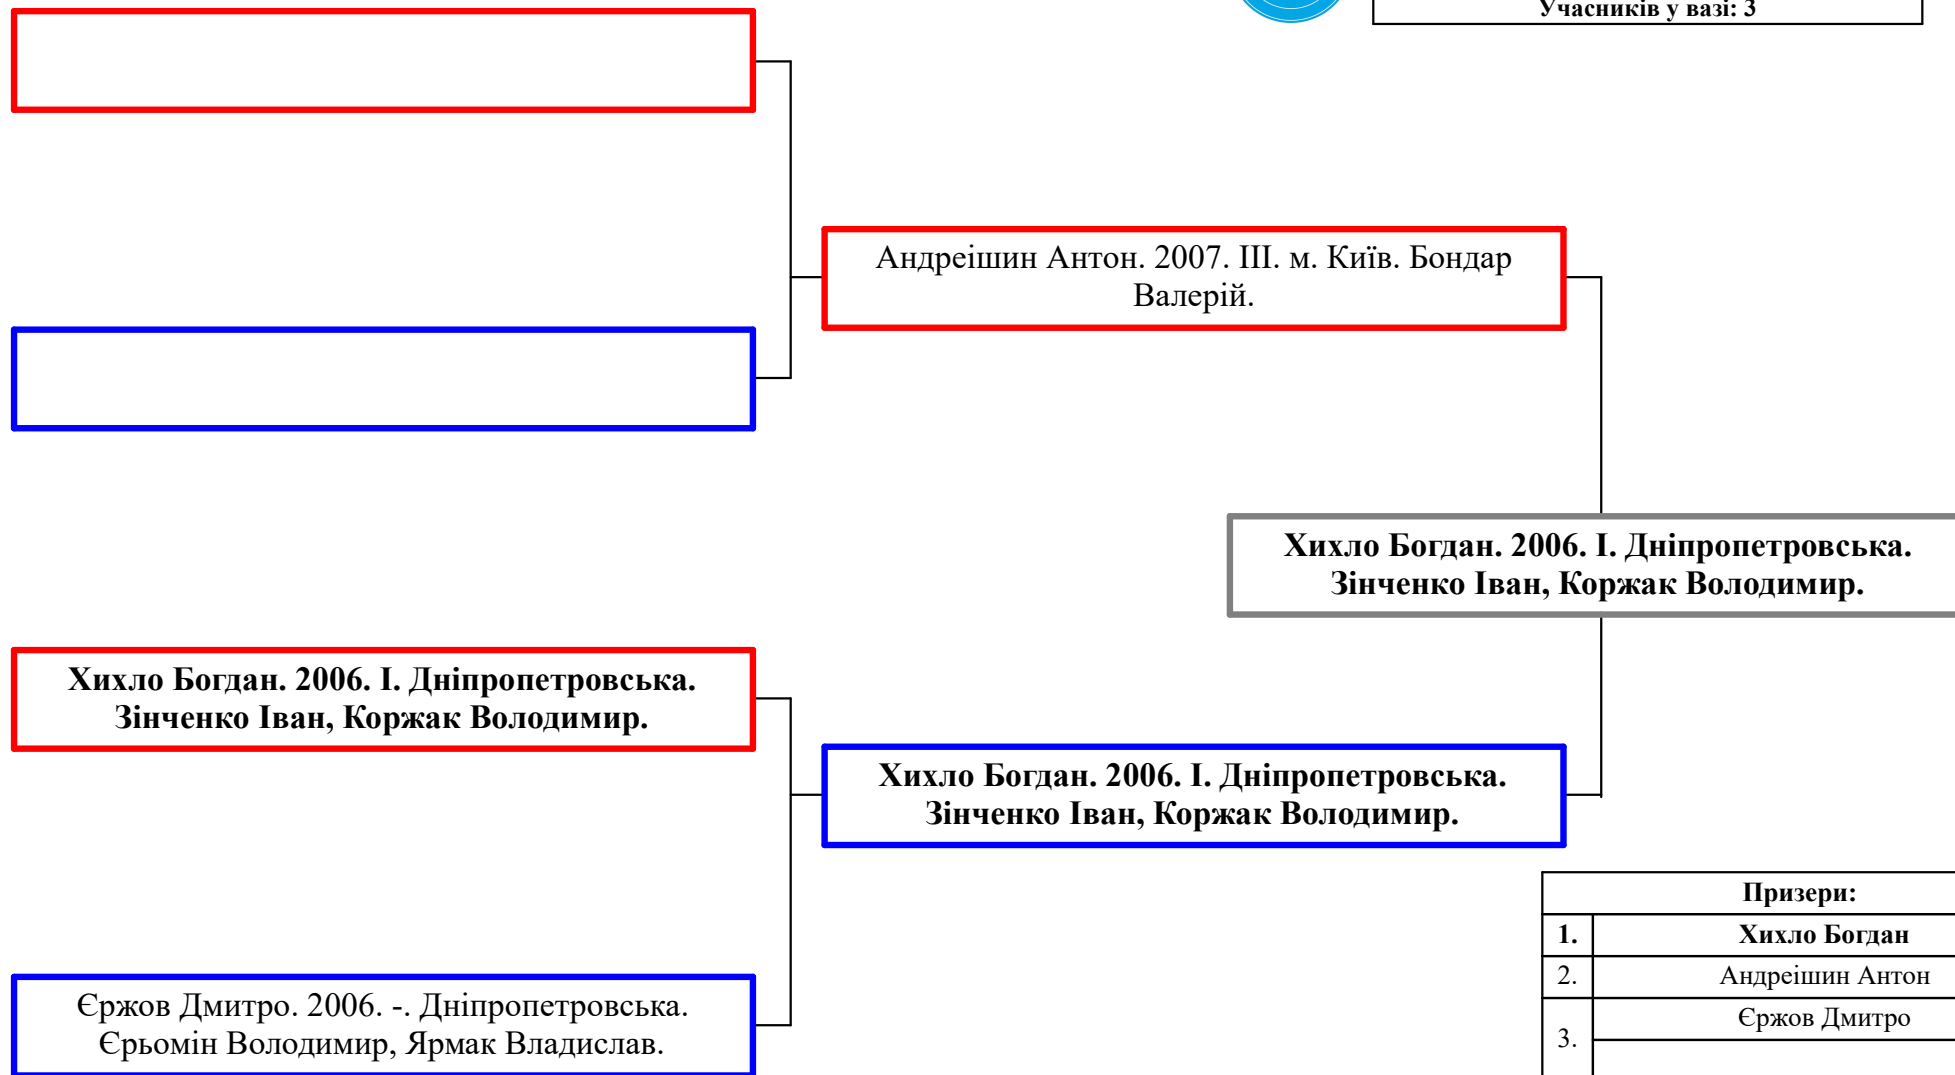 Учасників у вазі: 3
Андреішин Антон. 2007. III. м. Київ. Бондар
Валерій.
Хихло Богдан. 2006. I. Дніпропетровська.
Зінченко Іван, Коржак Володимир.
Хихло Богдан. 2006. I. Дніпропетровська.
Зінченко Іван, Коржак Володимир.
Хихло Богдан. 2006. I. Дніпропетровська.
Зінченко Іван, Коржак Володимир.
Єржов Дмитро. 2006. -. Дніпропетровська.
Єрьомін Володимир, Ярмак Владислав.
Призери:
1. Хихло Богдан
2. Андреішин Антон
3. Єржов Дмитро